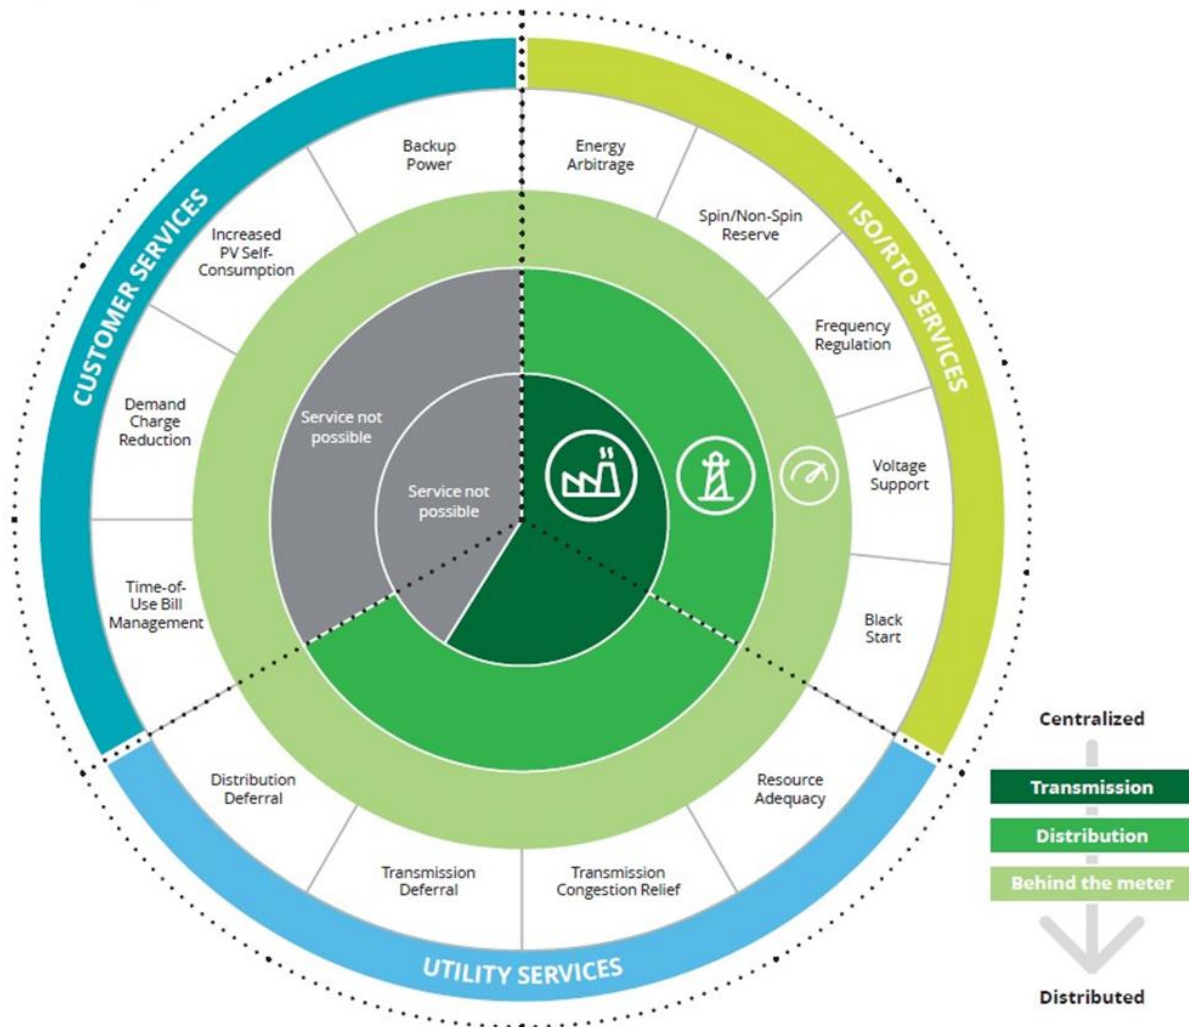 Backup
Power
Energy
Arbitrage
Spin/Non-Spin
Reserve
ISO/RTO SERVICES
CUSTOMER SERVICES
Increased
PV Self-
Consumption
Frequency
Regulation
Demand
Charge
Reduction
Service not
possible
Service not
possible
Voltage
Support
Time-of-
Use Bill
Management
Black
Start
Distribution
Deferral
Resource
Adequacy
Transmission
Deferral
Transmission
Congestion Relief
UTILITY SERVICES
Centralized
Transmission
Distribution
Behind the meter
Distributed